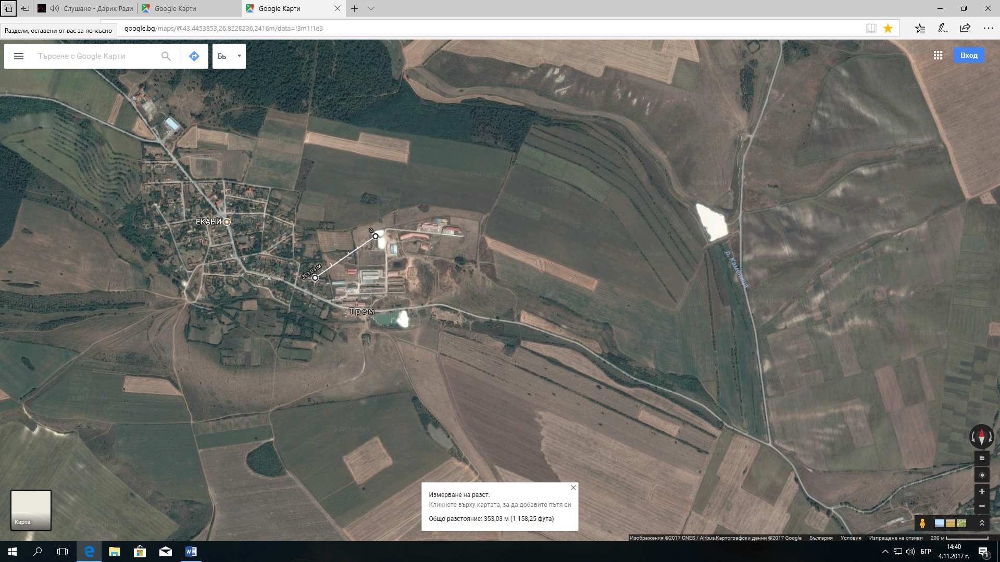 Слушане - Дарик Ради
Google Карти
Google Карти
Раздели, оставени от вас за по-късно
google.bg/maps/@43.4453853,26.8228236,2416m/data=!3m1!1e3
Търсене с Google Карти
Бъ
Вход
ЕКАНИ
0
353,03 м
Трем
р. Камелица
Измерване на разст.
Кликнете върху картата, за да добавите пътя си
Общо разстояние: 353,03 м (1 158,25 фута)
Карта
Изображения ©2017 CNES / Airbus,Картографски данни ©2017 Google България Условия Изпращане на отзиви 200 м
БГР
14:40
4.11.2017 г.
1